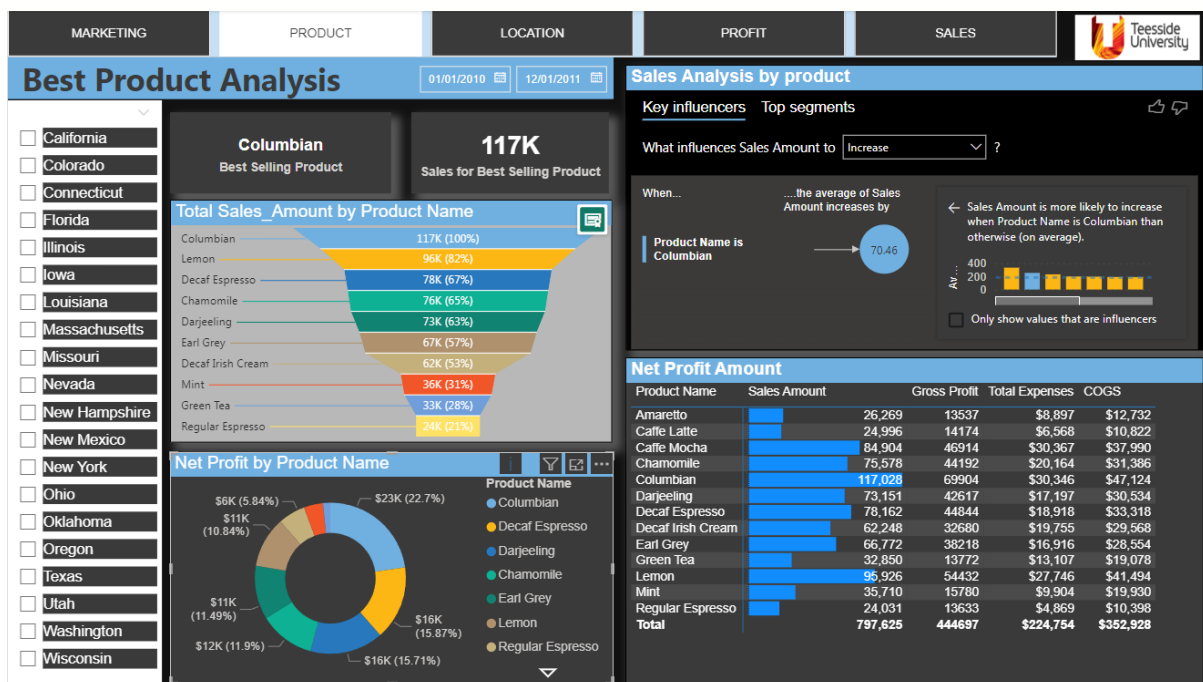 MARKETING
PRODUCT
LOCATION
PROFIT
SALES
Teesside
University
Best Product Analysis
01/01/2010
12/01/2011
California
Colorado
Connecticut
Florida
Illinois
Iowa
Louisiana
Massachusetts
Missouri
Nevada
New Hampshire
New Mexico
New York
Ohio
Oklahoma
Oregon
Texas
Utah
Washington
Wisconsin
Columbian
Best Selling Product
117K
Sales for Best Selling Product
Total Sales_Amount by Product Name
Columbian 117K (100%)
Lemon 96K (82%)
Decaf Espresso 78K (67%)
Chamomile 76K (65%)
Darjeeling 73K (63%)
Earl Grey 67K (57%)
Decaf Irish Cream 62K (53%)
Mint 36K (31%)
Green Tea 33K (28%)
Regular Espresso 24K (21%)
Net Profit by Product Name
$6K (5.84%)
$23K (22.7%)
$11K
(10.84%)
$11K
(11.49%)
$12K (11.9%)
$16K (15.71%)
$16K
(15.87%)
Product Name
Columbian
Decaf Espresso
Darjeeling
Chamomile
Earl Grey
Lemon
Regular Espresso
Sales Analysis by product
Key influencers Top segments
What influences Sales Amount to Increase ?
When...
....the average of Sales
Amount increases by
Product Name is
Columbian
70.46
Sales Amount is more likely to increase
when Product Name is Columbian than
otherwise (on average).
Av...
400
200
0
Only show values that are influencers
Net Profit Amount
Product Name Sales Amount Gross Profit Total Expenses COGS
Amaretto 26,269 13537 $8,897 $12,732
Caffe Latte 24,996 14174 $6,568 $10,822
Caffe Mocha 84,904 46914 $30,367 $37,990
Chamomile 75,578 44192 $20,164 $31,386
Columbian 117,028 69904 $30,346 $47,124
Darjeeling 73,151 42617 $17,197 $30,534
Decaf Espresso 78,162 44844 $18,918 $33,318
Decaf Irish Cream 62,248 32680 $19,755 $29,568
Earl Grey 66,772 38218 $16,916 $28,554
Green Tea 32,850 13772 $13,107 $19,078
Lemon 95,926 54432 $27,746 $41,494
Mint 35,710 15780 $9,904 $19,930
Regular Espresso 24,031 13633 $4,869 $10,398
Total 797,625 444697 $224,754 $352,928